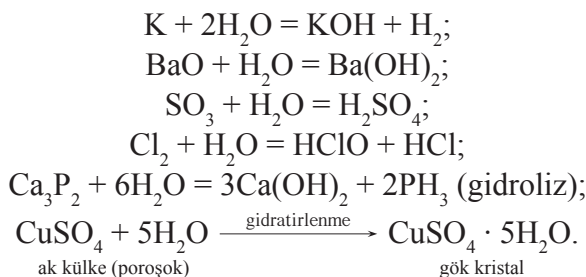 K + 2H₂O = KOH + H₂;
BaO + H₂O = Ba(OH)₂;
SO₃ + H₂O = H₂SO₄;
Cl₂ + H₂O = HClO + HCl;
Ca₃P₂ + 6H₂O = 3Ca(OH)₂ + 2PH₃ (gidroliz);
CuSO₄ + 5H₂O gidratirlenme → CuSO₄ · 5H₂O.
ak külke (poroşok) gök kristal